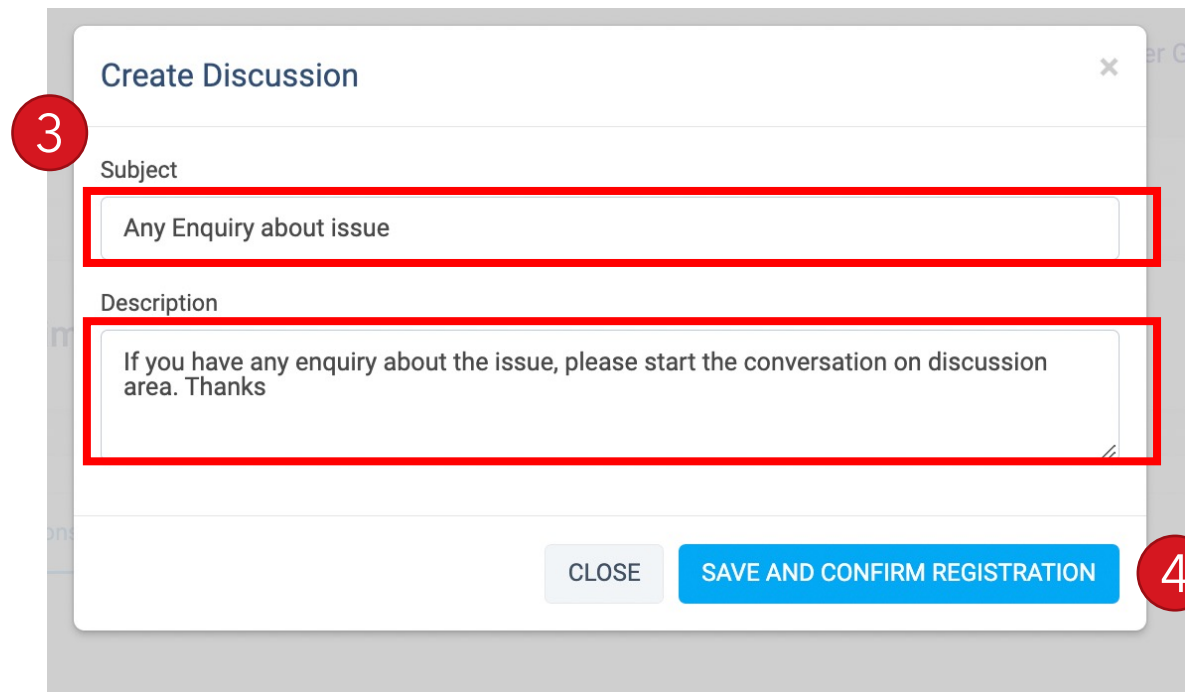 Create Discussion
×
3
Subject
Any Enquiry about issue
Description
If you have any enquiry about the issue, please start the conversation on discussion
area. Thanks
CLOSE
SAVE AND CONFIRM REGISTRATION
4